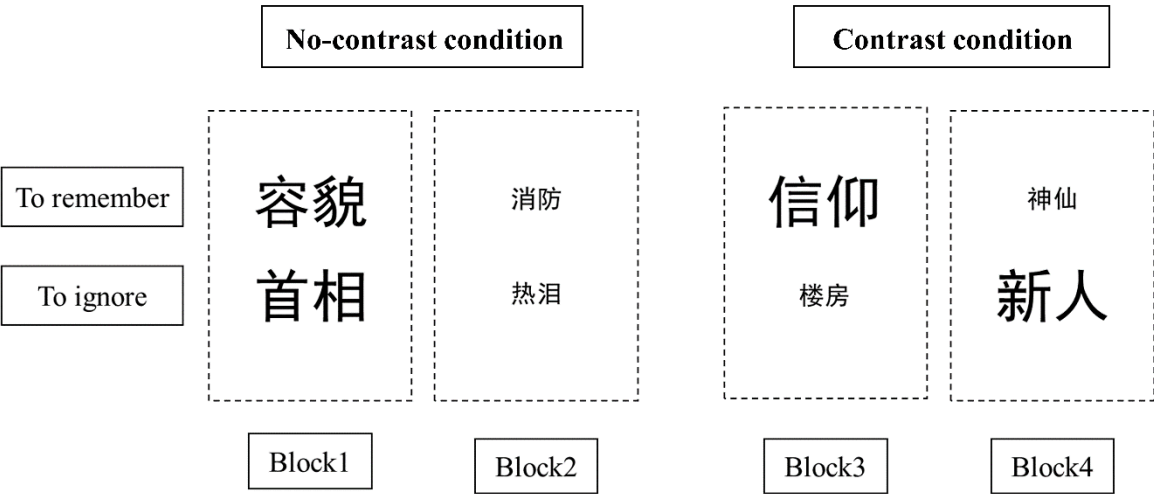 No-contrast condition
Contrast condition
To remember
容貌
消防
信仰
神仙
To ignore
首相
热泪
楼房
新人
Block1
Block2
Block3
Block4